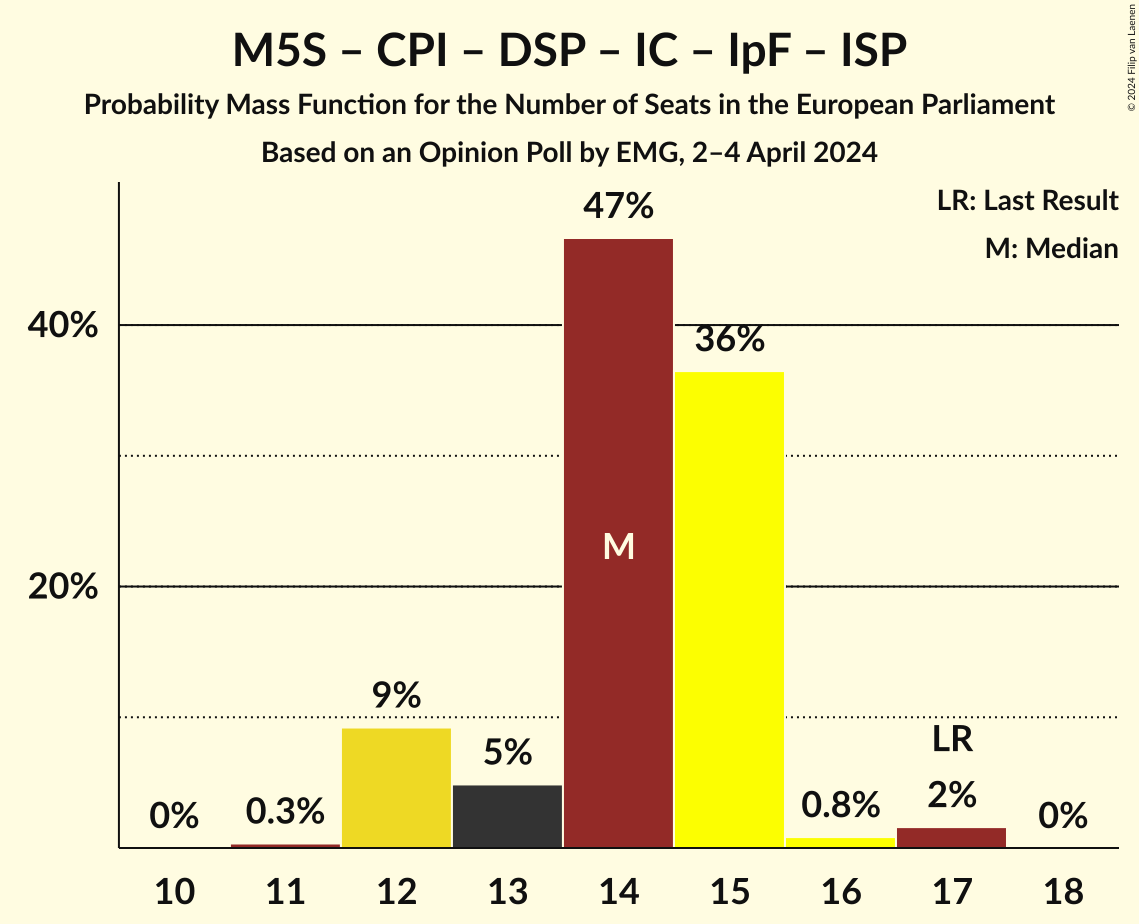 M5S – CPI – DSP – IC – IpF – ISP
Probability Mass Function for the Number of Seats in the European Parliament
Based on an Opinion Poll by EMG, 2–4 April 2024
© 2024 Filip van Laenen
LR: Last Result
M: Median
40%
20%
0%
0.3%
9%
5%
47%
M
36%
0.8%
LR
2%
0%
10 11 12 13 14 15 16 17 18